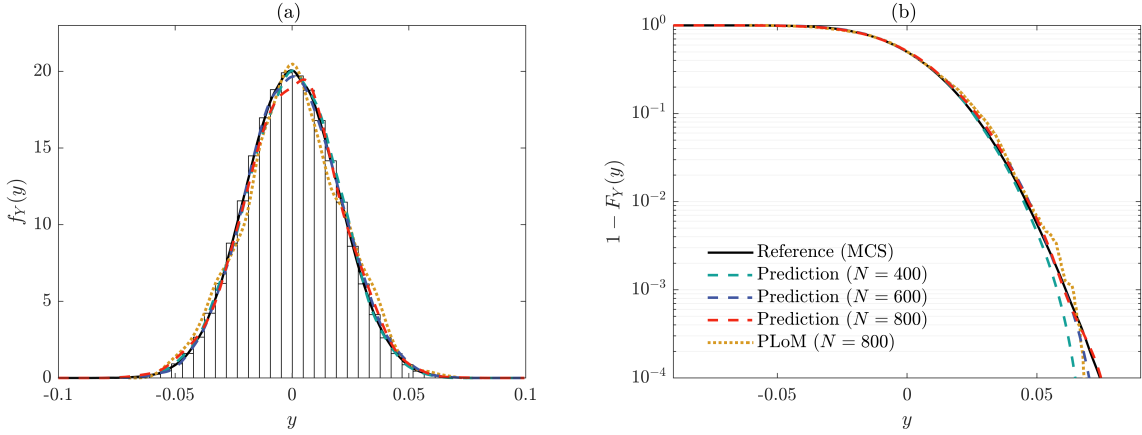 (a)
20
15
10
5
0
f_Y(y)
-0.1
-0.05
0
0.05
0.1
y
(b)
10^0
10^{-1}
10^{-2}
10^{-3}
10^{-4}
1 − F_Y(y)
Reference (MCS)
Prediction (N = 400)
Prediction (N = 600)
Prediction (N = 800)
PLoM (N = 800)
-0.05
0
0.05
y